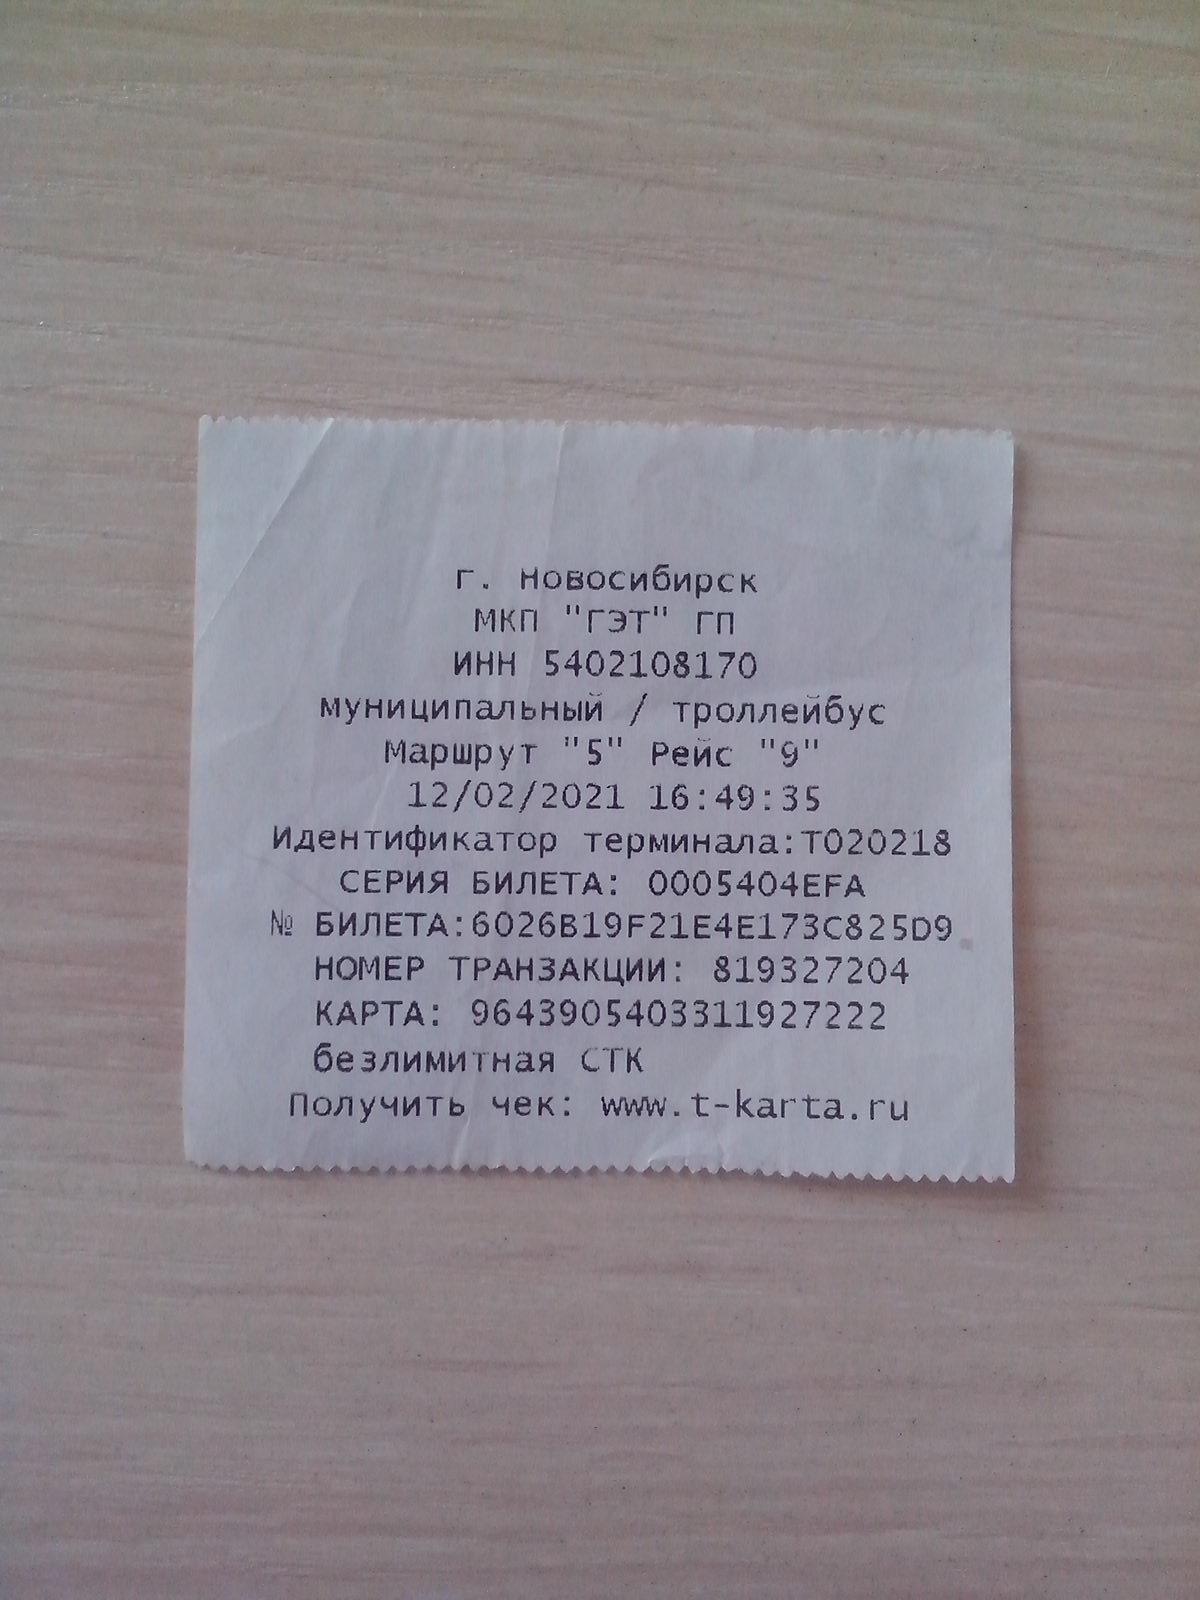 г. Новосибирск
МКП "ГЭТ" ГП
ИНН 5402108170
муниципальный / троллейбус
Маршрут "5" Рейс "9"
12/02/2021 16:49:35
Идентификатор терминала:T020218
СЕРИЯ БИЛЕТА: 0005404EFA
№ БИЛЕТА:6026B19F21E4E173C825D9
НОМЕР ТРАНЗАКЦИИ: 819327204
КАРТА: 9643905403311927222
безлимитная СТК
Получить чек: www.t-karta.ru